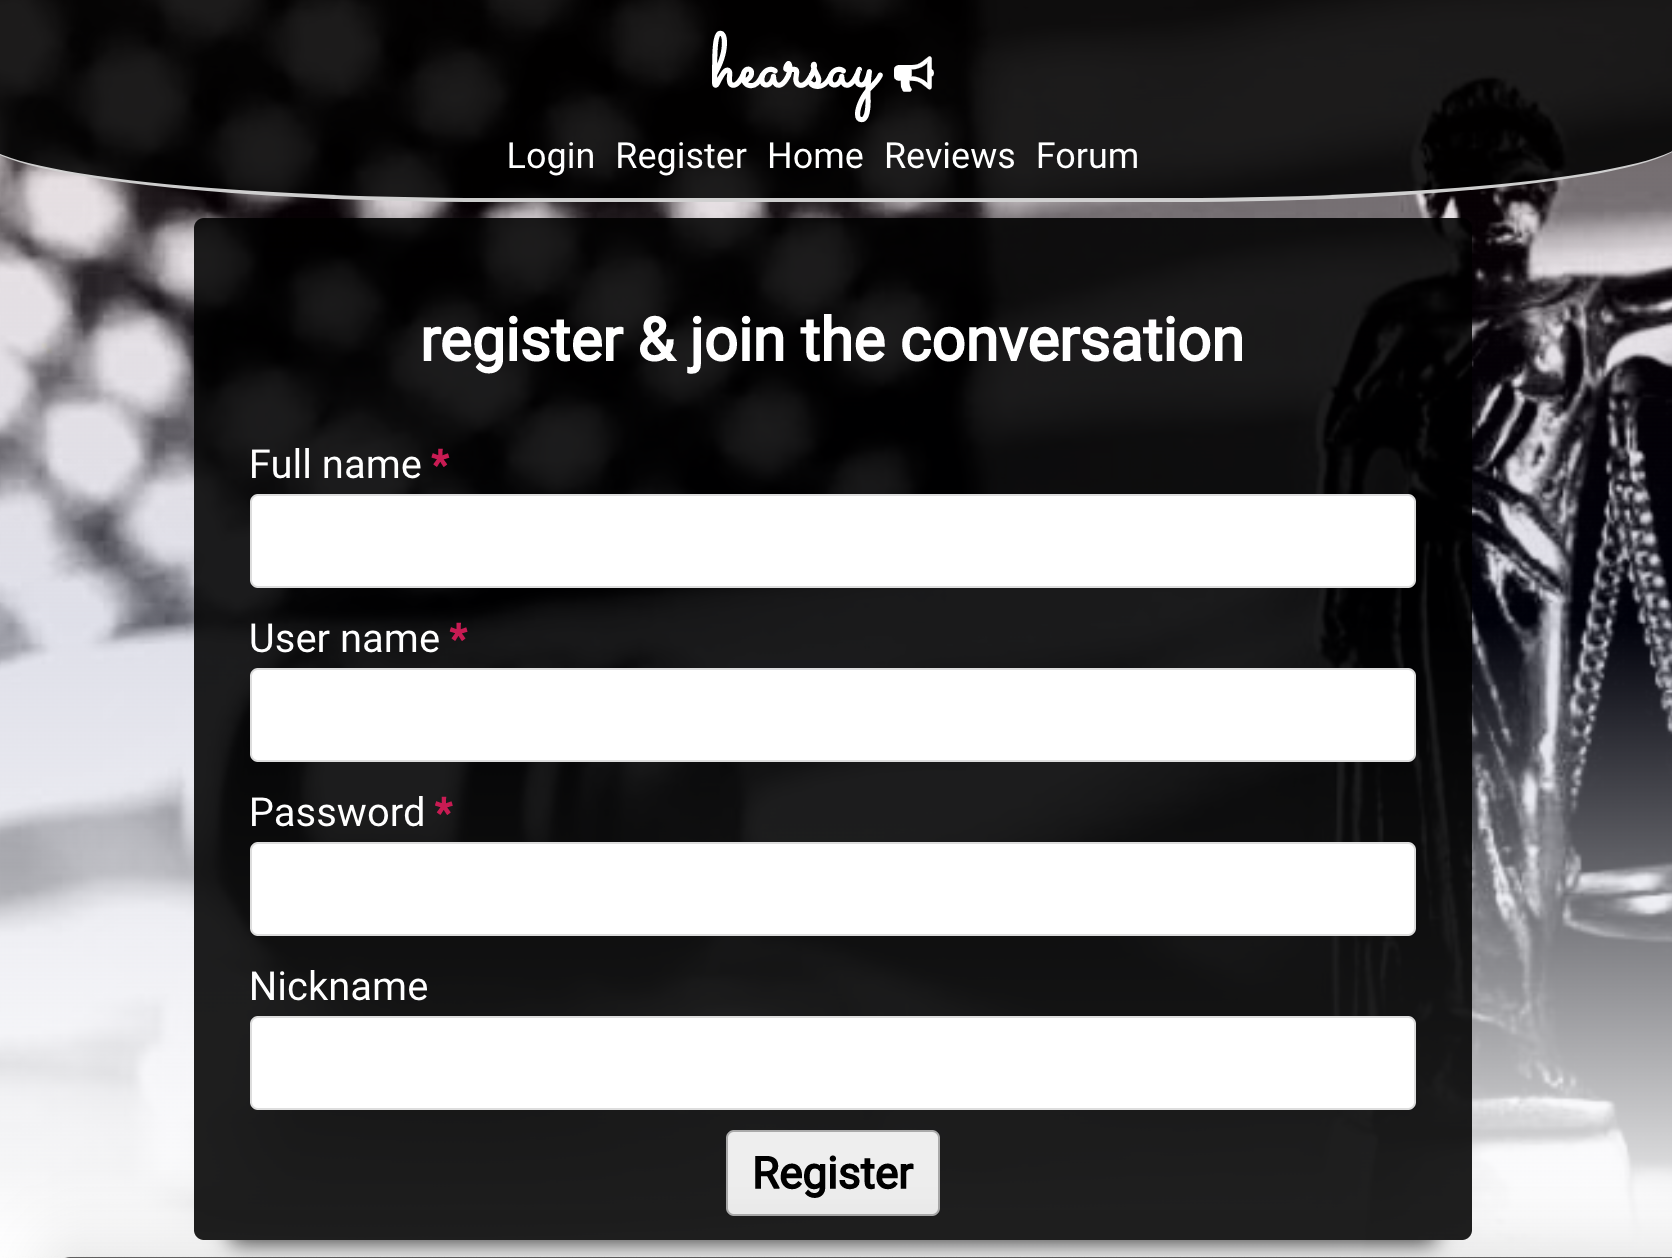 hearsay
Login Register Home Reviews Forum
register & join the conversation
Full name *
User name *
Password *
Nickname
Register